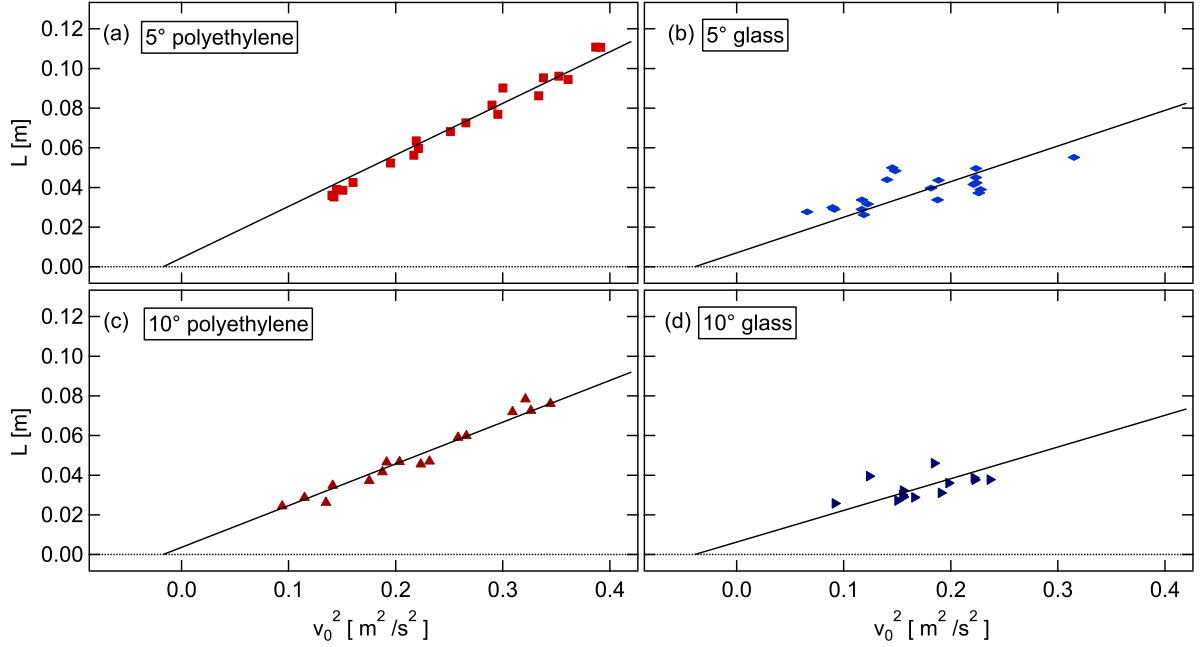 (a) 5° polyethylene
(b) 5° glass
0.12
0.10
0.08
0.06
0.04
0.02
0.00
L [m]
(c) 10° polyethylene
(d) 10° glass
0.12
0.10
0.08
0.06
0.04
0.02
0.00
L [m]
0.0 0.1 0.2 0.3 0.4
0.0 0.1 0.2 0.3 0.4
v₀² [ m² /s² ]
v₀² [ m² /s² ]